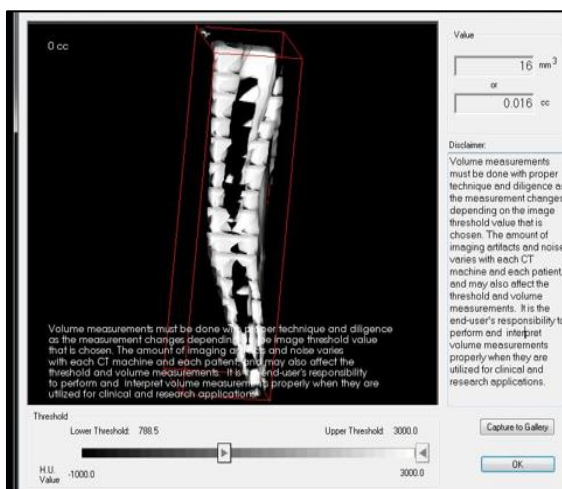 0 cc
Volume measurements must be done with proper technique and diligence
as the measurement changes depending on the image threshold value
that is chosen. The amount of imaging artifacts and noise varies
with each CT machine and each patient, and may also affect the
threshold and volume measurements. It is the end-user's responsibility
to perform and interpret volume measurements properly when they are
utilized for clinical and research applications.
Value
16 mm3
or
0.016 cc
Disclaimer:
Volume measurements
must be done with proper
technique and diligence as
the measurement changes
depending on the image
threshold value that is
chosen. The amount of
imaging artifacts and noise
varies with each CT
machine and each patient,
and may also affect the
threshold and volume
measurements. It is the
end-user's responsibility to
perform and interpret
volume measurements
properly when they are
utilized for clinical and
research applications.
Threshold
Lower Threshold: 788.5
Upper Threshold: 3000.0
H.U.
Value
-1000.0
3000.0
Capture to Gallery
OK